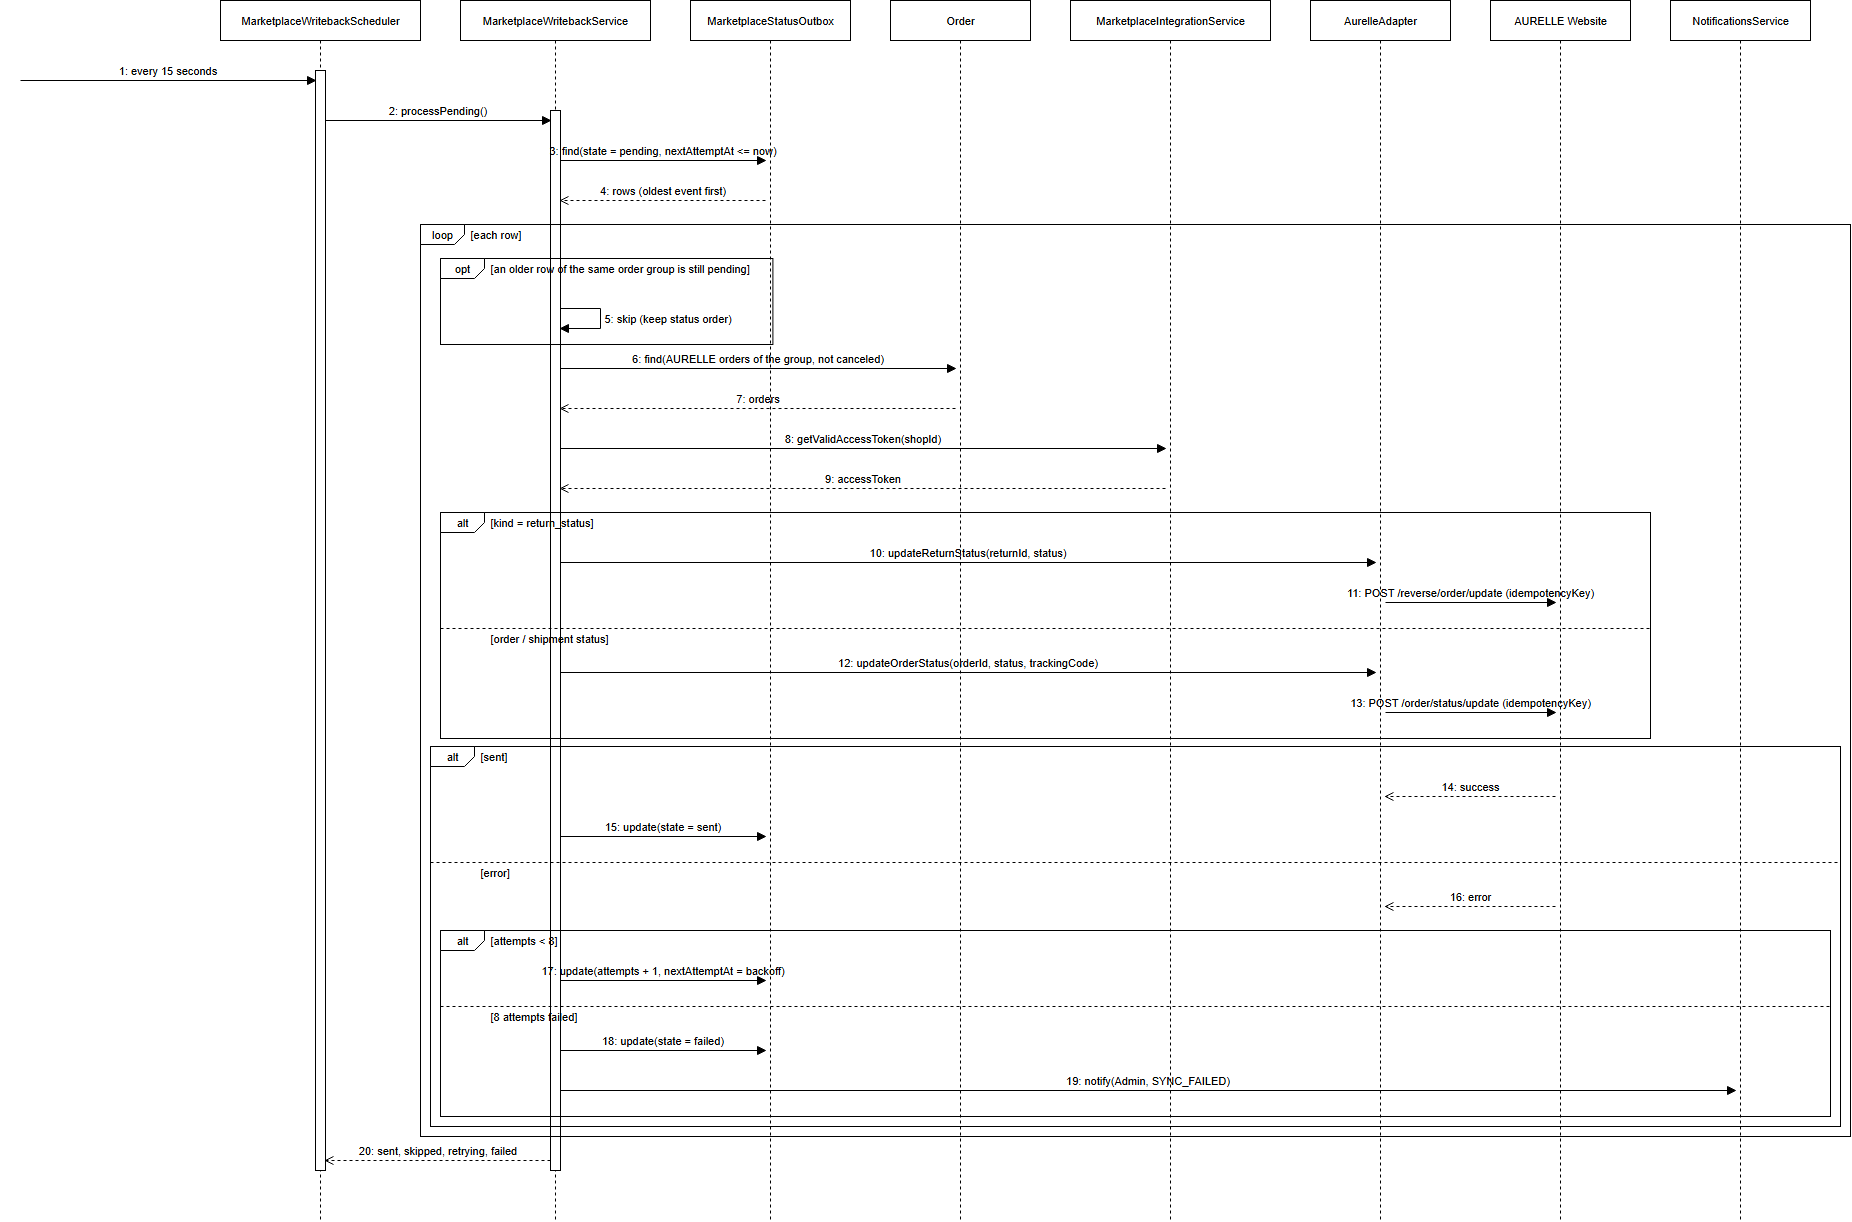 MarketplaceWritebackScheduler
MarketplaceWritebackService
MarketplaceStatusOutbox
Order
MarketplaceIntegrationService
AurelleAdapter
AURELLE Website
NotificationsService
1: every 15 seconds
2: processPending()
3: find(state = pending, nextAttemptAt <= now)
4: rows (oldest event first)
loop [each row]
opt [an older row of the same order group is still pending]
5: skip (keep status order)
6: find(AURELLE orders of the group, not canceled)
7: orders
8: getValidAccessToken(shopId)
9: accessToken
alt [kind = return_status]
10: updateReturnStatus(returnId, status)
11: POST /reverse/order/update (idempotencyKey)
[order / shipment status]
12: updateOrderStatus(orderId, status, trackingCode)
13: POST /order/status/update (idempotencyKey)
alt [sent]
14: success
15: update(state = sent)
[error]
16: error
alt [attempts < 8]
17: update(attempts + 1, nextAttemptAt = backoff)
[8 attempts failed]
18: update(state = failed)
19: notify(Admin, SYNC_FAILED)
20: sent, skipped, retrying, failed